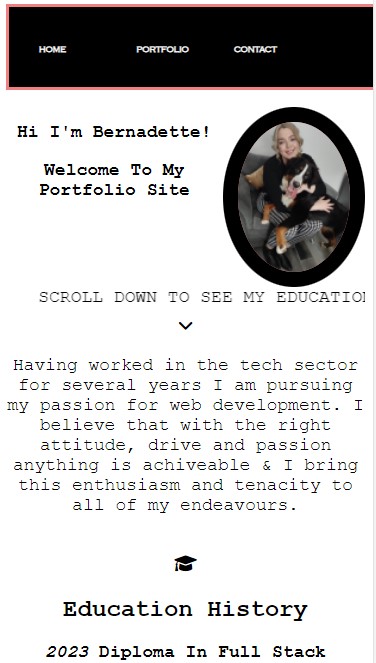 HOME PORTFOLIO CONTACT
Hi I'm Bernadette!
Welcome To My
Portfolio Site
SCROLL DOWN TO SEE MY EDUCATIO
Having worked in the tech sector
for several years I am pursuing
my passion for web development. I
believe that with the right
attitude, drive and passion
anything is achiveable & I bring
this enthusiasm and tenacity to
all of my endeavours.
Education History
2023 Diploma In Full Stack